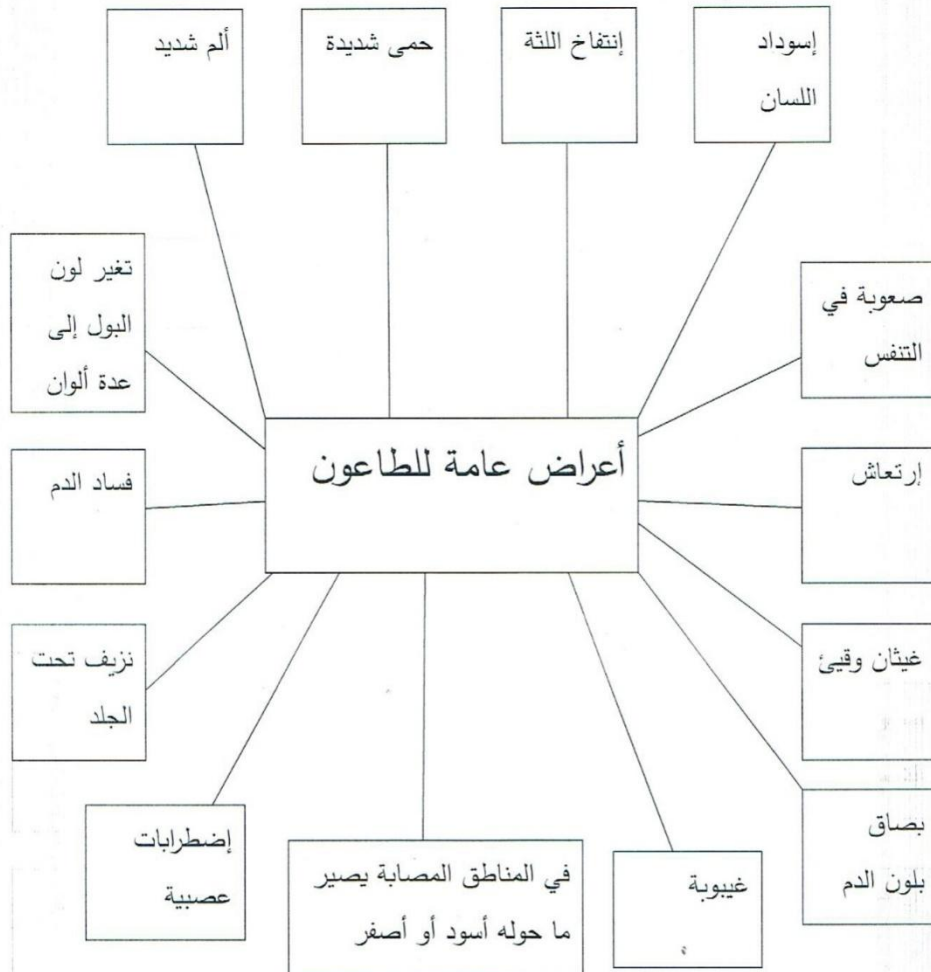 إسوداد
اللسان
إنتفاخ اللثة
حمى شديدة
ألم شديد
صعوبة في
التنفس
تغير لون
البول إلى
عدة ألوان
أعراض عامة للطاعون
إرتعاش
فساد الدم
غيثان وقيئ
نزيف تحت
الجلد
بصاق
بلون الدم
غيبوبة
في المناطق المصابة يصير
ما حوله أسود أو أصفر
إضطرابات
عصبية